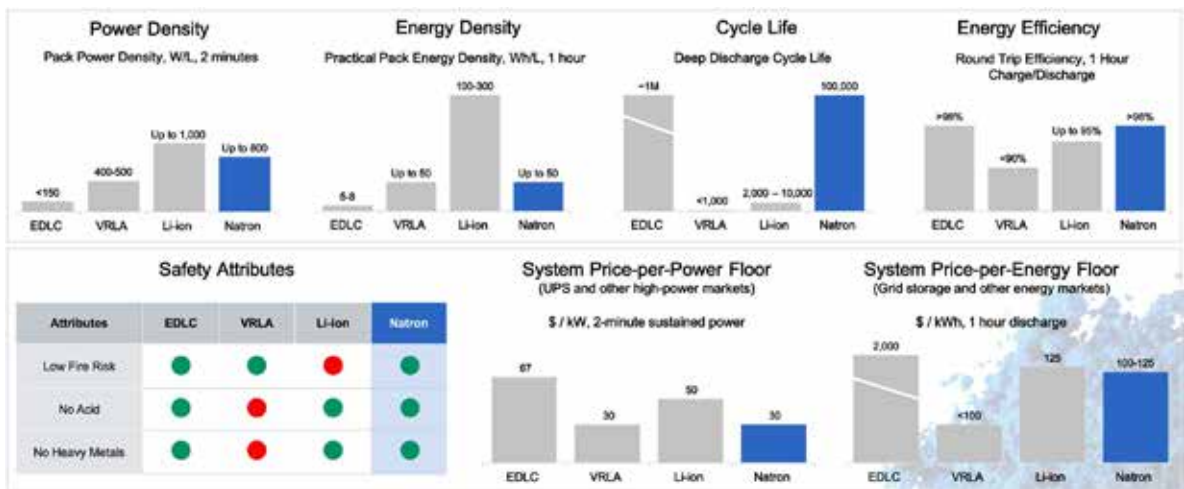 Power Density
Pack Power Density, W/L, 2 minutes
<150
400-500
Up to 1,000
Up to 800
EDLC VRLA Li-ion Natron
Energy Density
Practical Pack Energy Density, Wh/L, 1 hour
5-8
Up to 50
100-300
Up to 50
EDLC VRLA Li-ion Natron
Cycle Life
Deep Discharge Cycle Life
~1M
<1,000
2,000 – 10,000
100,000
EDLC VRLA Li-ion Natron
Energy Efficiency
Round Trip Efficiency, 1 Hour
Charge/Discharge
>98%
<90%
Up to 95%
>98%
EDLC VRLA Li-ion Natron
Safety Attributes
Attributes EDLC VRLA Li-ion Natron
Low Fire Risk
No Acid
No Heavy Metals
System Price-per-Power Floor
(UPS and other high-power markets)
$ / kW, 2-minute sustained power
67
30
50
30
EDLC VRLA Li-ion Natron
System Price-per-Energy Floor
(Grid storage and other energy markets)
$ / kWh, 1 hour discharge
2,000
<100
125
100-125
EDLC VRLA Li-ion Natron